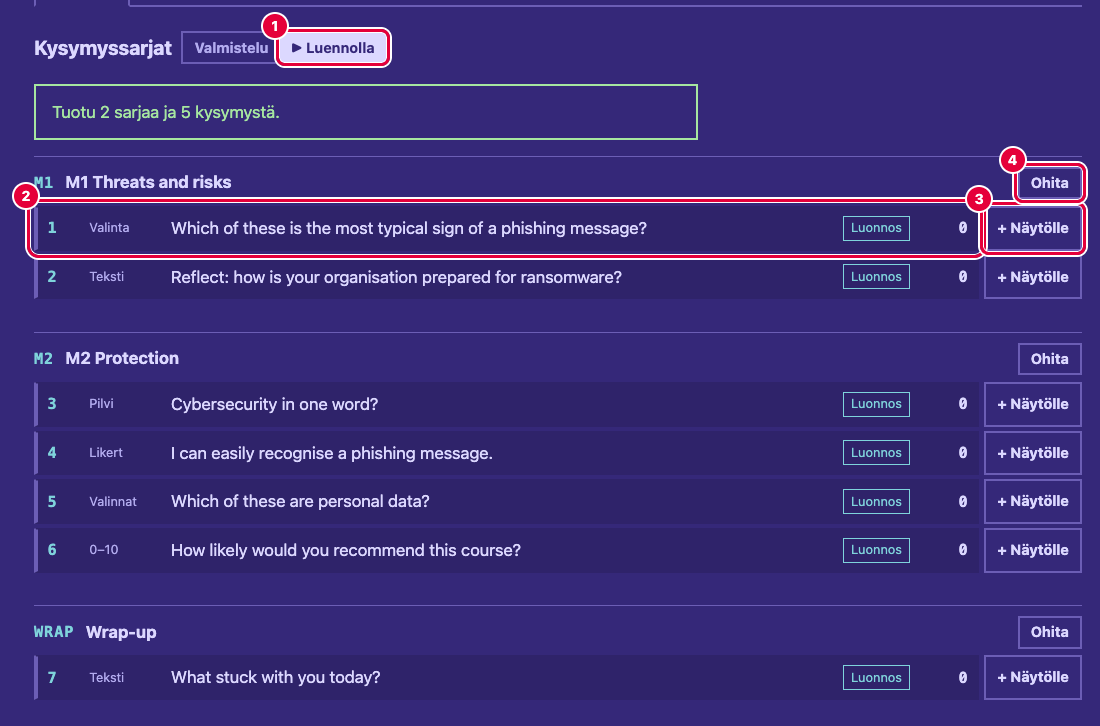 1
Kysymyssarjat Valmistelu ▶ Luennolla
Tuotu 2 sarjaa ja 5 kysymystä.
4
M1 M1 Threats and risks Ohita
2 3
1 Valinta Which of these is the most typical sign of a phishing message? Luonnos 0 + Näytölle
2 Teksti Reflect: how is your organisation prepared for ransomware? Luonnos 0 + Näytölle
M2 M2 Protection Ohita
3 Pilvi Cybersecurity in one word? Luonnos 0 + Näytölle
4 Likert I can easily recognise a phishing message. Luonnos 0 + Näytölle
5 Valinnat Which of these are personal data? Luonnos 0 + Näytölle
6 0–10 How likely would you recommend this course? Luonnos 0 + Näytölle
WRAP Wrap-up Ohita
7 Teksti What stuck with you today? Luonnos 0 + Näytölle